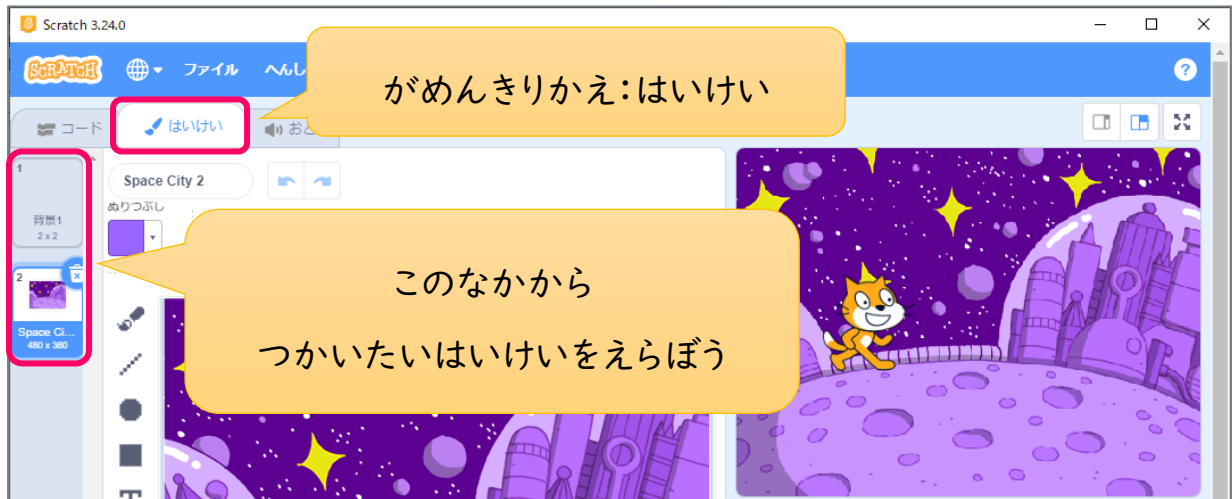 Scratch 3.24.0
SCRATCH ファイル へんし
がめんきりかえ：はいけい
コード はいけい おと
1
背景1
2 x 2
Space City 2
ぬりつぶし
このなかから
つかいたいはいけいをえらぼう
2
Space Ci...
480 x 360
T
?